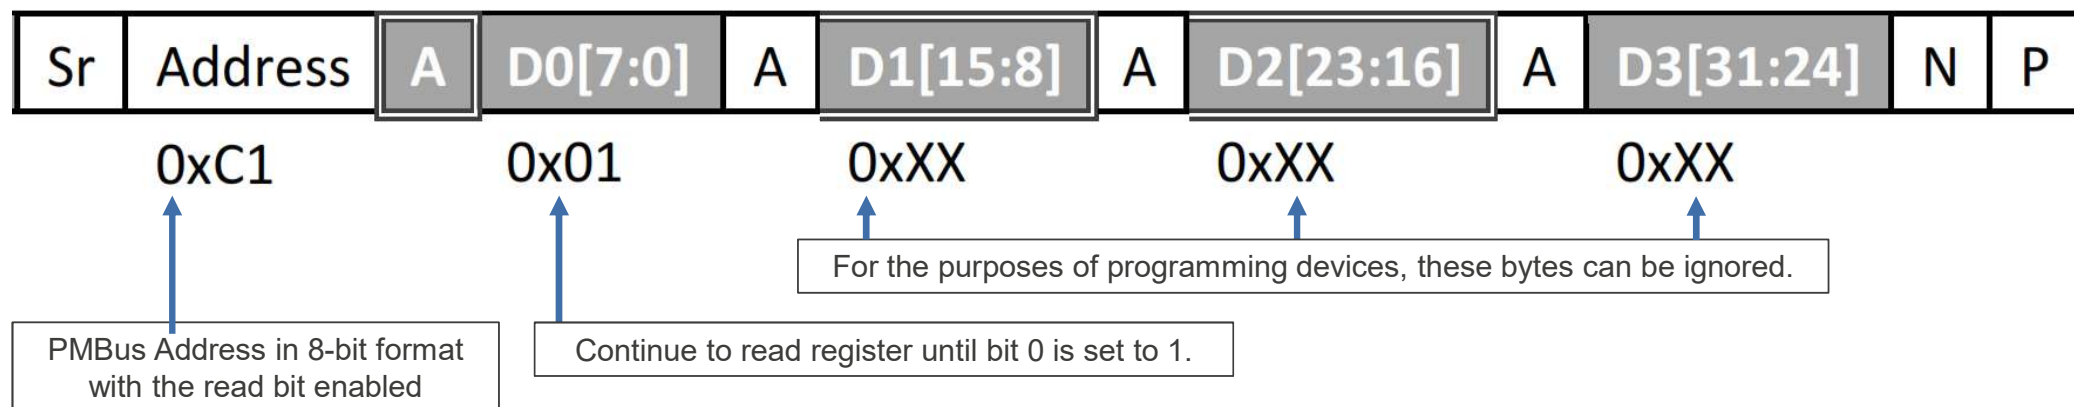 Sr Address A D0[7:0] A D1[15:8] A D2[23:16] A D3[31:24] N P
0xC1 0x01 0xXX 0xXX 0xXX
For the purposes of programming devices, these bytes can be ignored.
PMBus Address in 8-bit format
with the read bit enabled
Continue to read register until bit 0 is set to 1.